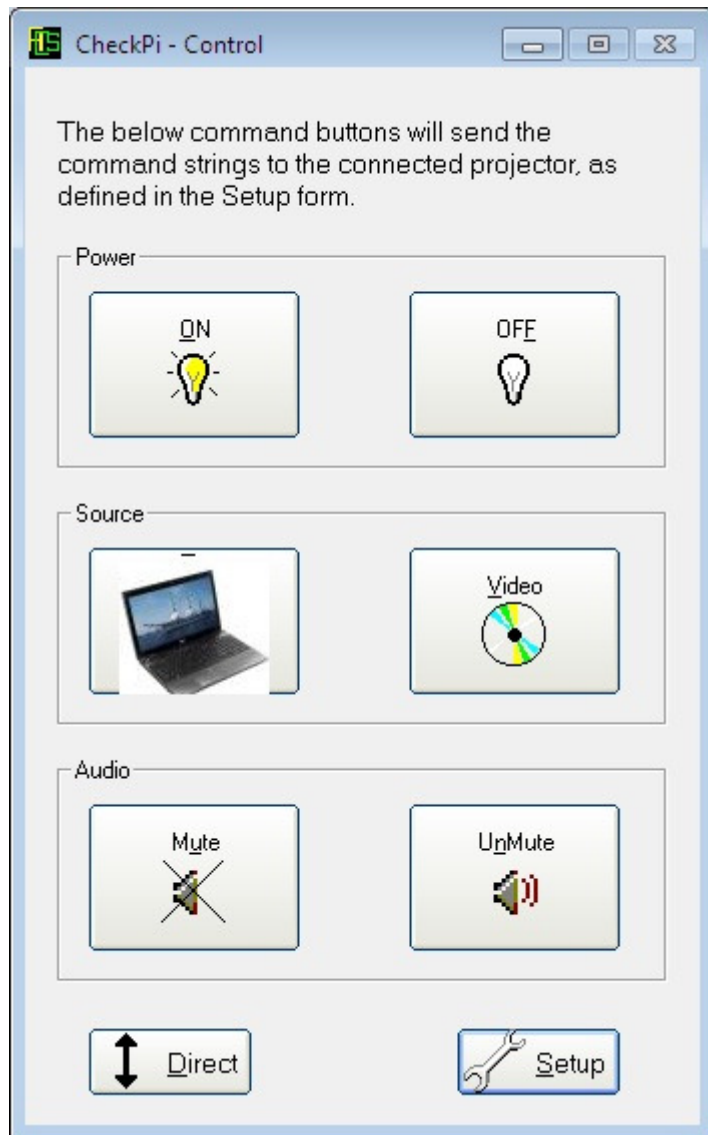 CheckPi - Control
The below command buttons will send the
command strings to the connected projector, as
defined in the Setup form.
Power
ON
OFF
Source
Video
Audio
Mute
UnMute
Direct
Setup